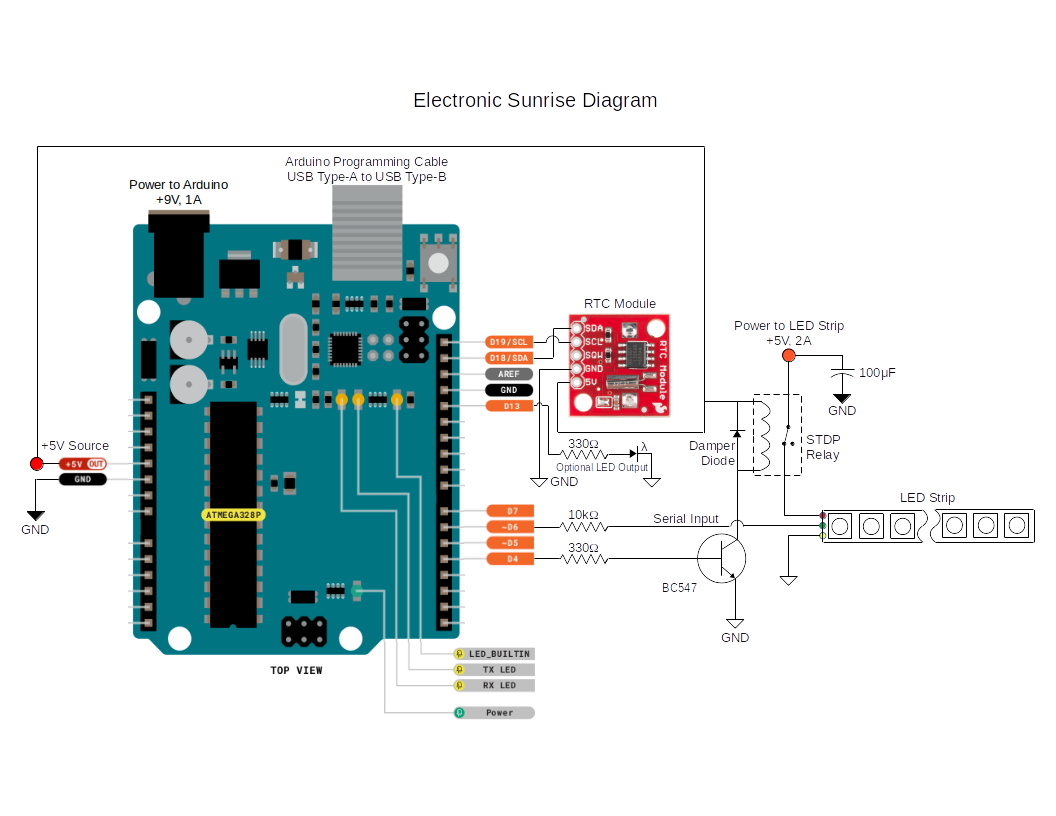 Electronic Sunrise Diagram
Arduino Programming Cable
USB Type-A to USB Type-B
Power to Arduino
+9V, 1A
RTC Module
SDA
SCL
SQW
GND
5V
RTC Module
D19/SCL
D18/SDA
AREF
GND
D13
Power to LED Strip
+5V, 2A
100µF
GND
330Ω
λ
Optional LED Output
GND
Damper
Diode
STDP
Relay
+5V Source
+5V OUT
GND
GND
ATMEGA328P
D7
~D6
~D5
D4
10kΩ
330Ω
Serial Input
LED Strip
BC547
GND
LED_BUILTIN
TX LED
RX LED
Power
TOP VIEW